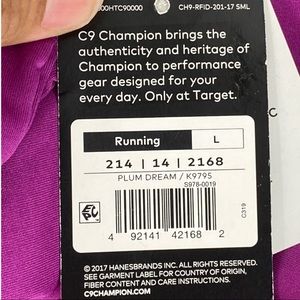 00HTC90000 CH9-RFID-201-17 SML
C9 Champion brings the
authenticity and heritage of
Champion to performance
gear designed for your
every day. Only at Target.
Running L
214 | 14 | 2168
PLUM DREAM / K9795
S978-0019
C319
4 92141 42168 2
© 2017 HANESBRANDS INC. ALL RIGHTS RESERVED.
SEE GARMENT LABEL FOR COUNTRY OF ORIGIN,
FIBER CONTENT AND CARE INSTRUCTIONS.
C9CHAMPION.COM